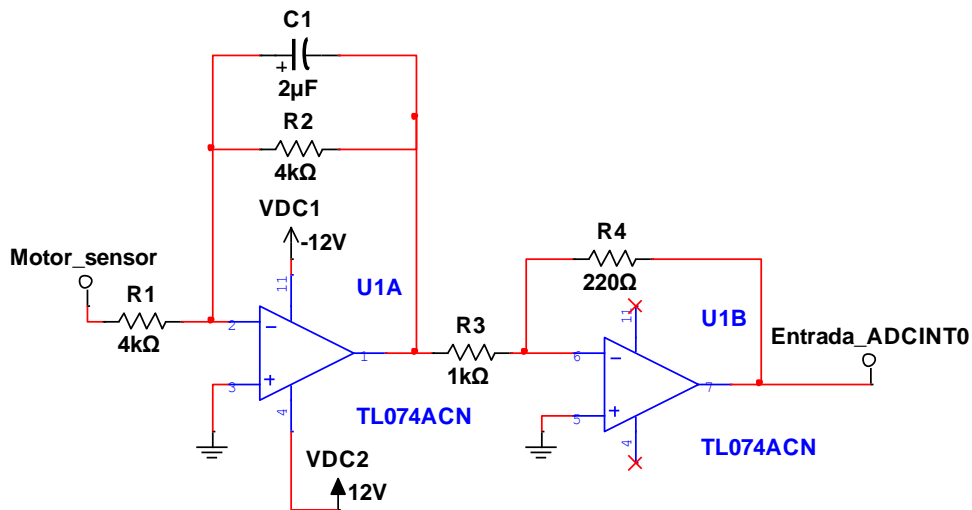 C1
+
2µF
R2
4kΩ
VDC1
-12V
Motor_sensor
R1
4kΩ
11
U1A
2
3
1
4
TL074ACN
VDC2
12V
R3
1kΩ
R4
220Ω
11
U1B
6
5
7
4
TL074ACN
Entrada_ADCINT0